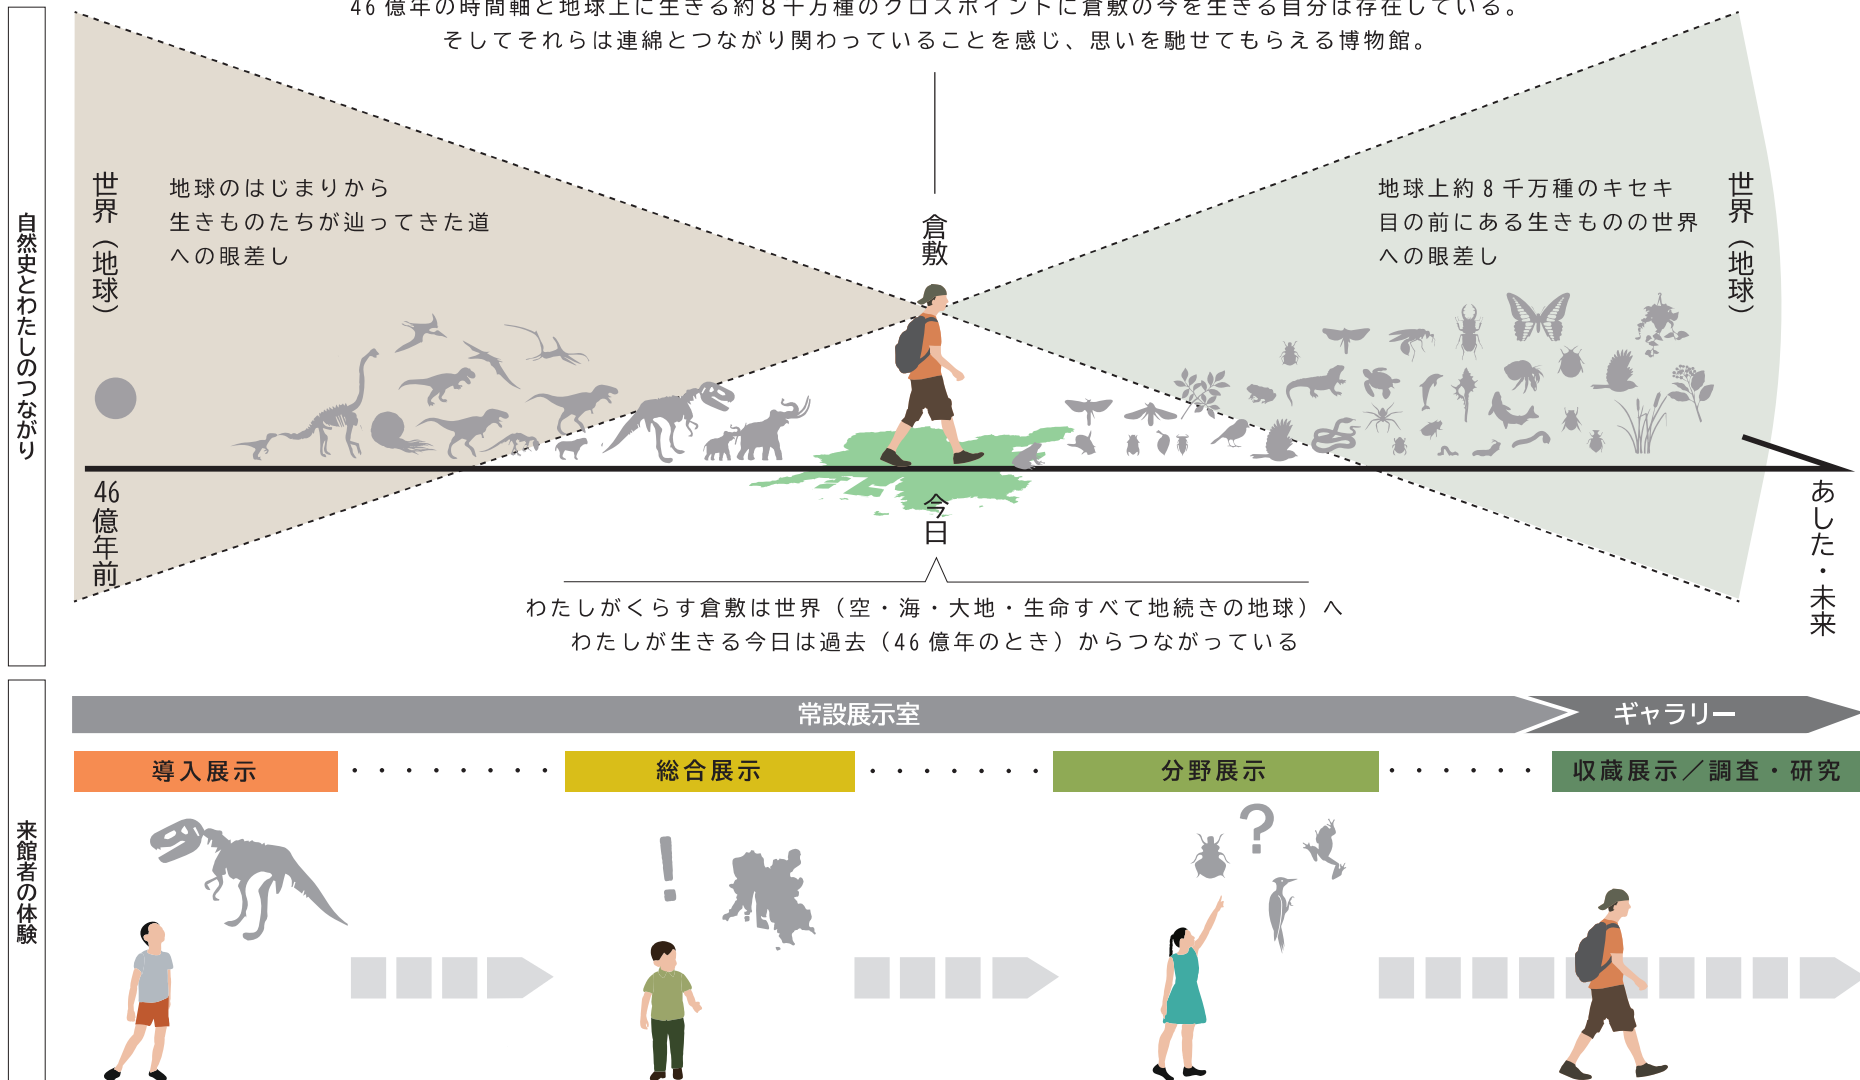 46億年の時間軸と地球上に生きる約8千万種のクロスポイントに倉敷の今を生きる自分は存在している。
そしてそれらは連綿とつながり関わっていることを感じ、思いを馳せてもらえる博物館。
自然史とわたしのつながり
世界（地球）
地球のはじまりから
生きものたちが辿ってきた道
への眼差し
倉敷
地球上約8千万種のキセキ
目の前にある生きものの世界
への眼差し
世界（地球）
46億年前
今日
あした・未来
わたしがくらす倉敷は世界（空・海・大地・生命すべて地続きの地球）へ
わたしが生きる今日は過去（46億年のとき）からつながっている
来館者の体験
常設展示室
ギャラリー
導入展示
総合展示
分野展示
収蔵展示／調査・研究
!
?